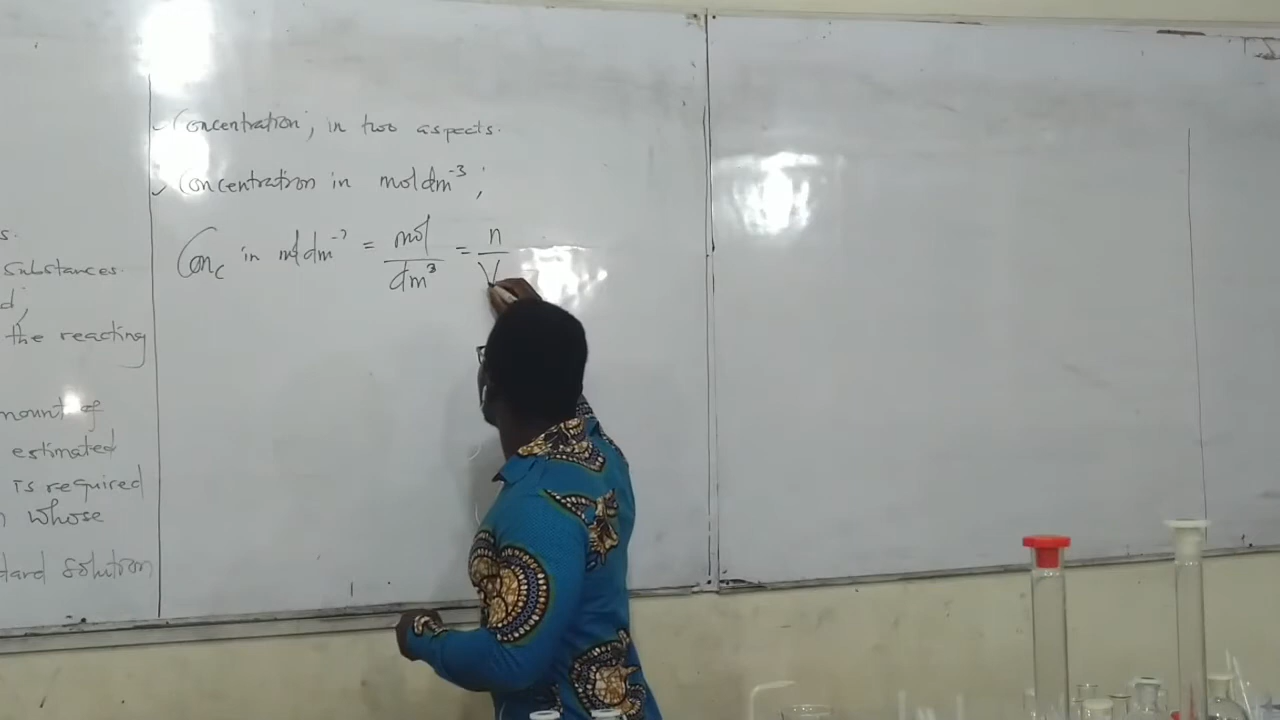 s.
substances.
d,
the reacting
mount of
estimated
is required
n whose
dard solution
Concentration; in two aspects.
Concentration in mol dm⁻³;
Conc in mol dm⁻³ = mol/dm³ = n/V